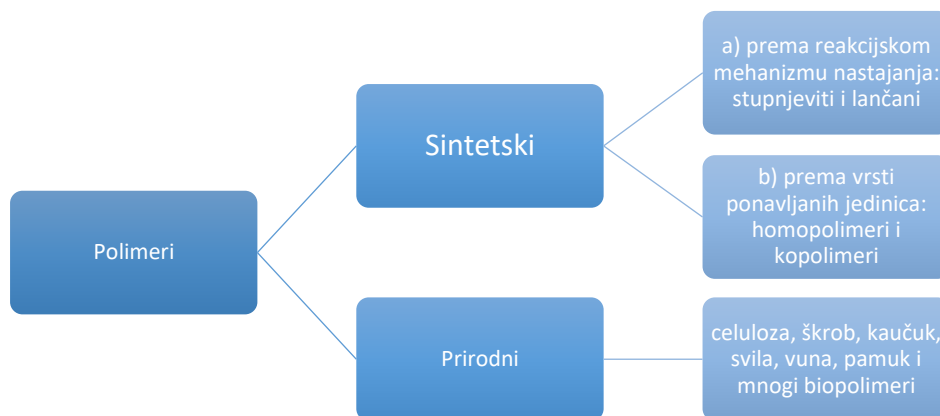 Polimeri
Sintetski
a) prema reakcijskom
mehanizmu nastajanja:
stupnjeviti i lančani
b) prema vrsti
ponavljanih jedinica:
homopolimeri i
kopolimeri
Prirodni
celuloza, škrob, kaučuk,
svila, vuna, pamuk i
mnogi biopolimeri